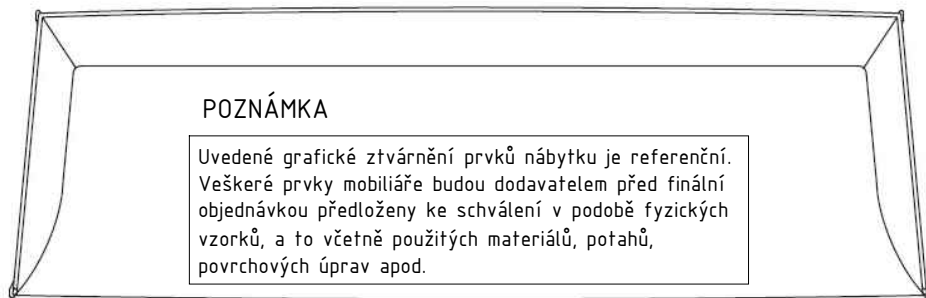 POZNÁMKA
Uvedené grafické ztvárnění prvků nábytku je referenční.
Veškeré prvky mobiliáře budou dodavatelem před finální
objednávkou předloženy ke schválení v podobě fyzických
vzorků, a to včetně použitých materiálů, potahů,
povrchových úprav apod.